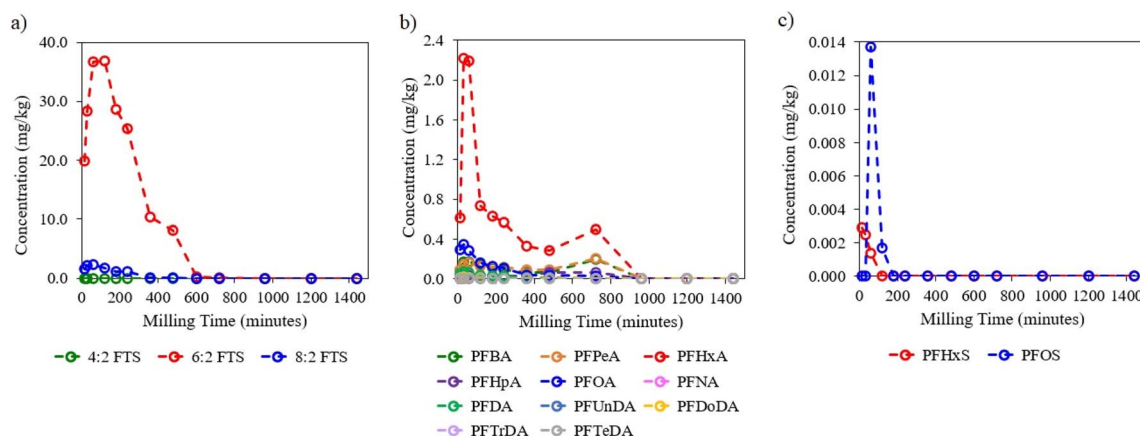 a)
40.0
30.0
20.0
10.0
0.0
Concentration (mg/kg)
0 200 400 600 800 1000 1200 1400
Milling Time (minutes)
4:2 FTS 6:2 FTS 8:2 FTS
b)
2.4
2.0
1.6
1.2
0.8
0.4
0.0
Concentration (mg/kg)
0 200 400 600 800 1000 1200 1400
Milling Time (minutes)
PFBA PFPeA PFHxA
PFHpA PFOA PFNA
PFDA PFUnDA PFDoDA
PFTrDA PFTeDA
c)
0.014
0.012
0.010
0.008
0.006
0.004
0.002
0.000
Concentration (mg/kg)
0 200 400 600 800 1000 1200 1400
Milling Time (minutes)
PFHxS PFOS